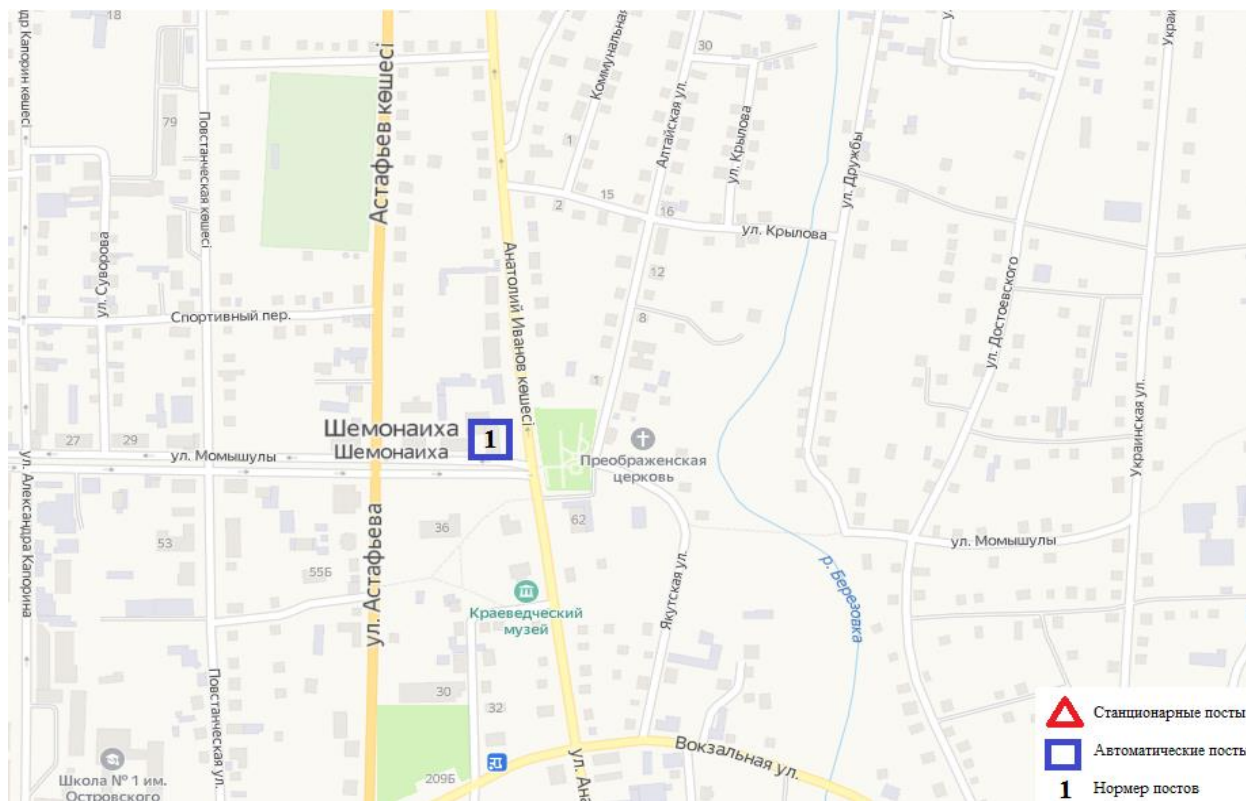 18
Коммунальная
30
Украи
др Капорин көшесі
79
Астафьев көшесі
Повстанческая көшесі
Алтайская ул.
ул. Крылова
ул. Дружбы
1
15
2
16
ул. Крылова
ул. Суворова
Анатолий Иванов көшесі
12
ул. Достоевского
Спортивный пер.
8
1
Украинская ул.
Шемонаиха
Шемонаиха
1
27
29
ул. Момышулы
Преображенская
церковь
ул. Александра Капорина
36
62
53
55Б
ул. Момышулы
ул. Астафьева
Краеведческий
музей
Якутская ул.
р. Березовка
Повстанческая ул.
30
32
Вокзальная ул.
ул. Ана
209Б
Школа № 1 им.
Островского
Станционарные посты
Автоматические посты
1 Нормер постов